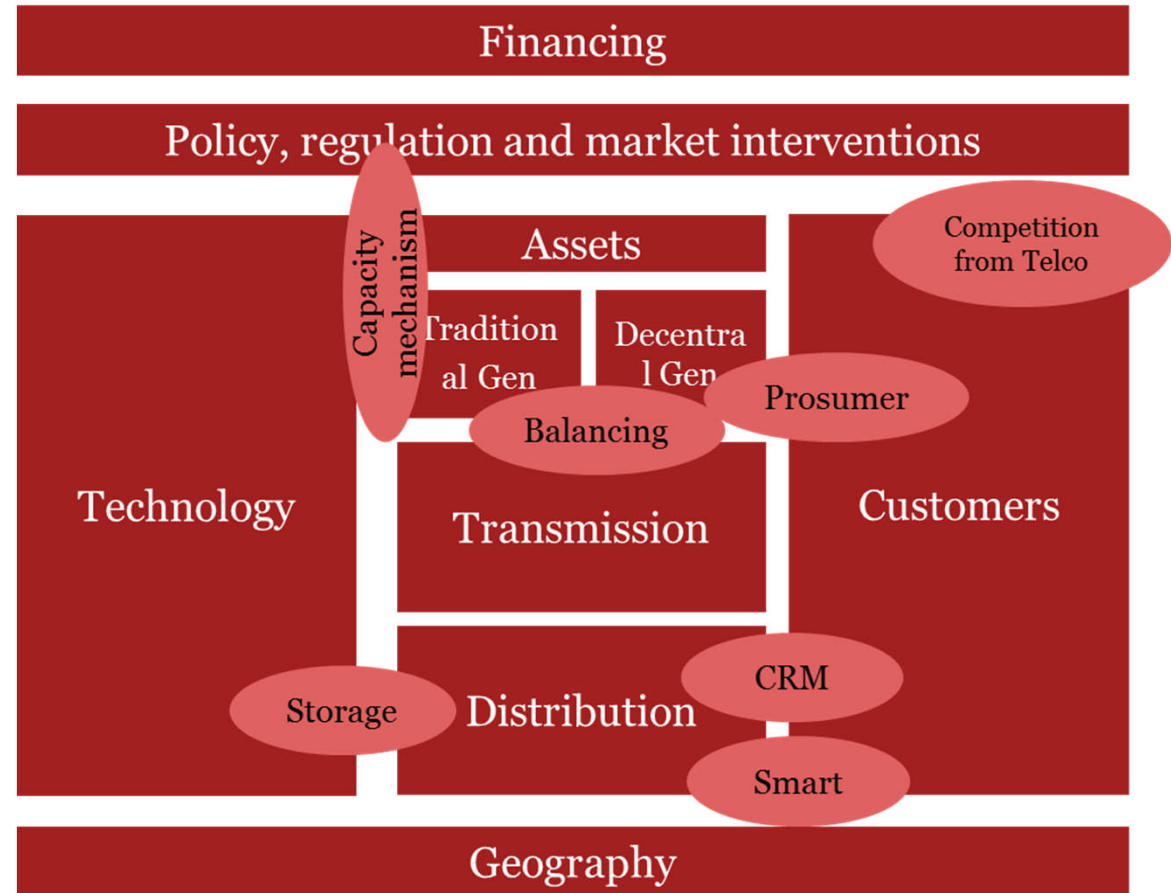 Financing
Policy, regulation and market interventions
Capacity
mechanism
Assets
Competition
from Telco
Tradition
al Gen
Decentra
l Gen
Prosumer
Balancing
Technology
Transmission
Customers
Storage
Distribution
CRM
Smart
Geography